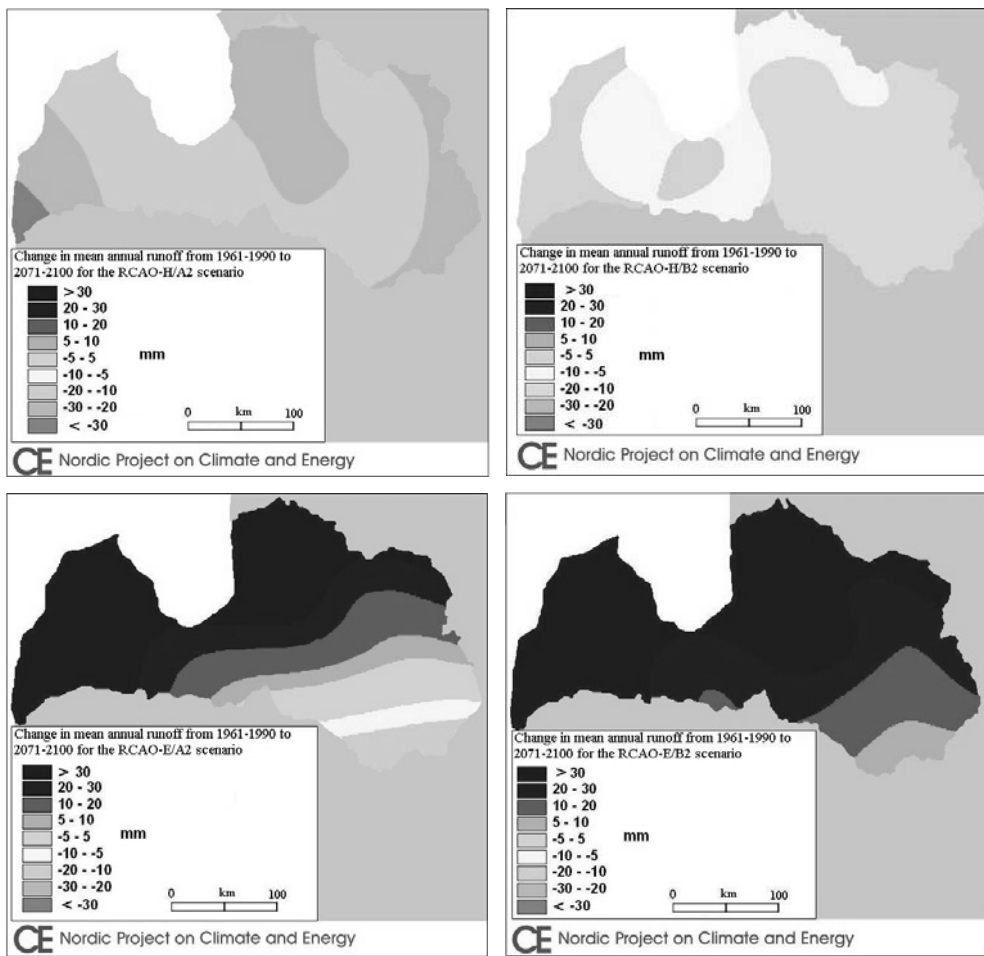 Change in mean annual runoff from 1961-1990 to
2071-2100 for the RCAO-H/A2 scenario
> 30
20 - 30
10 - 20
5 - 10
-5 - 5
-10 - -5
-20 - -10
-30 - -20
< -30
mm
km
0 100
CE Nordic Project on Climate and Energy
Change in mean annual runoff from 1961-1990 to
2071-2100 for the RCAO-H/B2 scenario
> 30
20 - 30
10 - 20
5 - 10
-5 - 5
-10 - -5
-20 - -10
-30 - -20
< -30
mm
km
0 100
CE Nordic Project on Climate and Energy
Change in mean annual runoff from 1961-1990 to
2071-2100 for the RCAO-E/A2 scenario
> 30
20 - 30
10 - 20
5 - 10
-5 - 5
-10 - -5
-20 - -10
-30 - -20
< -30
mm
km
0 100
CE Nordic Project on Climate and Energy
Change in mean annual runoff from 1961-1990 to
2071-2100 for the RCAO-E/B2 scenario
> 30
20 - 30
10 - 20
5 - 10
-5 - 5
-10 - -5
-20 - -10
-30 - -20
< -30
mm
km
0 100
CE Nordic Project on Climate and Energy